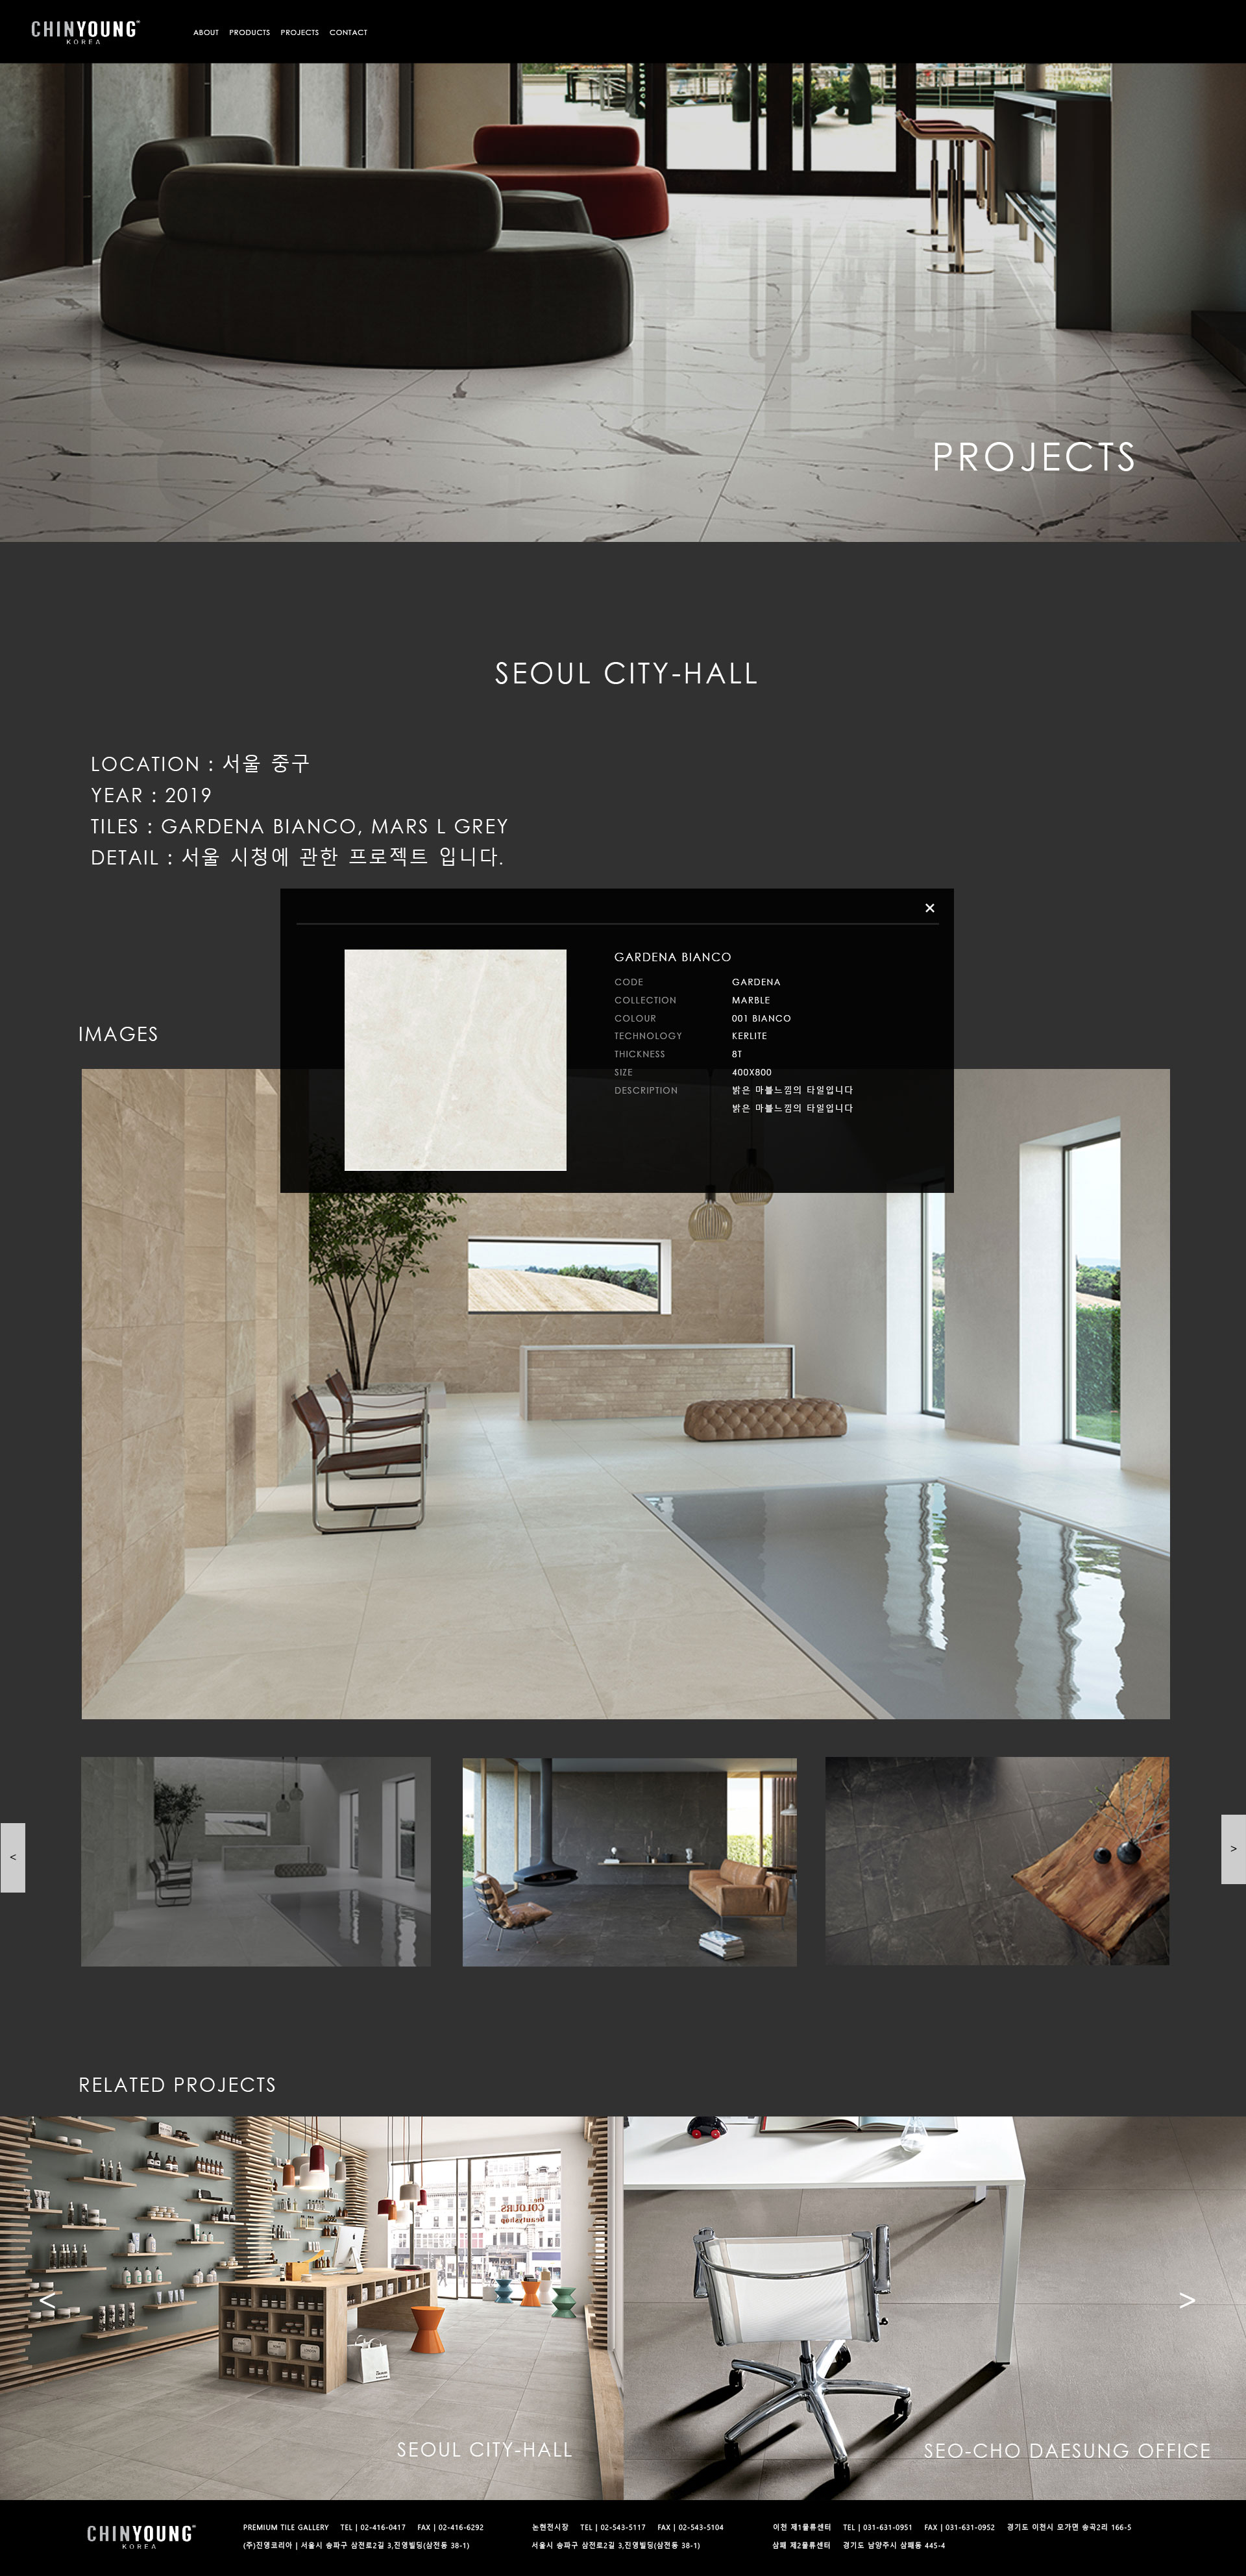 CHINYOUNG
KOREA
ABOUT PRODUCTS PROJECTS CONTACT
PROJECTS
SEOUL CITY-HALL
LOCATION : 서울 중구
YEAR : 2019
TILES : GARDENA BIANCO, MARS L GREY
DETAIL : 서울 시청에 관한 프로젝트 입니다.
×
GARDENA BIANCO
CODE GARDENA
COLLECTION MARBLE
COLOUR 001 BIANCO
TECHNOLOGY KERLITE
THICKNESS 8T
SIZE 400X800
DESCRIPTION 밝은 마블느낌의 타일입니다
밝은 마블느낌의 타일입니다
IMAGES
< >
RELATED PROJECTS
the
COLOURS
beautyshop
< >
SEOUL CITY-HALL
SEO-CHO DAESUNG OFFICE
CHINYOUNG
KOREA
PREMIUM TILE GALLERY TEL | 02-416-0417 FAX | 02-416-6292
(주)진영코리아 | 서울시 송파구 삼전로2길 3,진영빌딩(삼전동 38-1)
논현전시장 TEL | 02-543-5117 FAX | 02-543-5104
서울시 송파구 삼전로2길 3,진영빌딩(삼전동 38-1)
이천 제1물류센터 TEL | 031-631-0951 FAX | 031-631-0952 경기도 이천시 모가면 송곡2리 166-5
삼패 제2물류센터 경기도 남양주시 삼패동 445-4